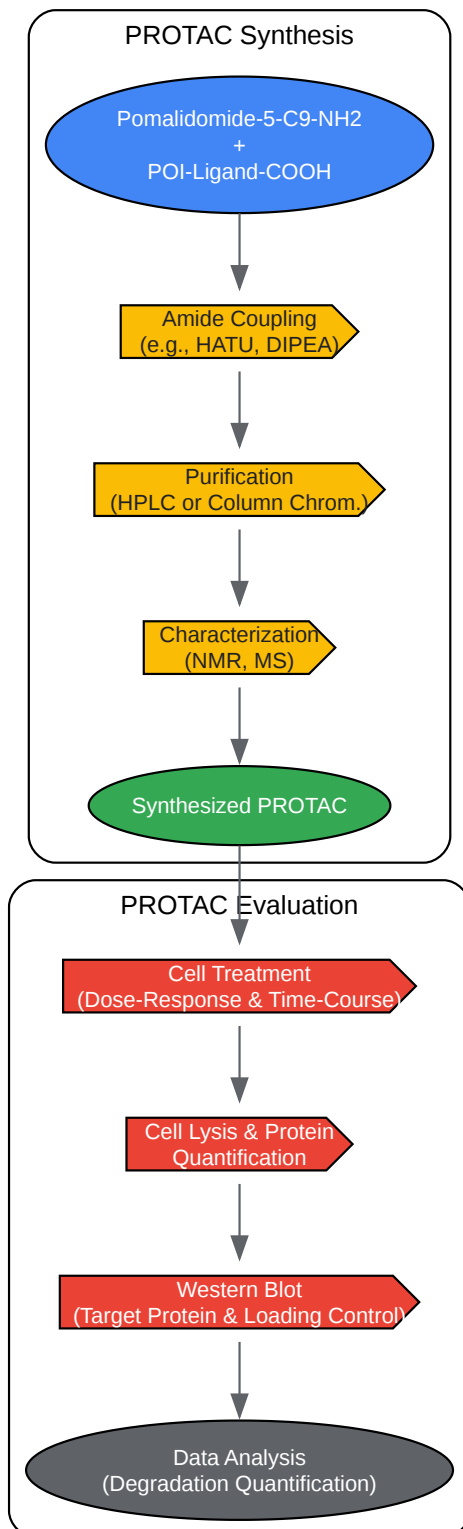 PROTAC Synthesis
Pomalidomide-5-C9-NH2
+
POI-Ligand-COOH
Amide Coupling
(e.g., HATU, DIPEA)
Purification
(HPLC or Column Chrom.)
Characterization
(NMR, MS)
Synthesized PROTAC
PROTAC Evaluation
Cell Treatment
(Dose-Response & Time-Course)
Cell Lysis & Protein
Quantification
Western Blot
(Target Protein & Loading Control)
Data Analysis
(Degradation Quantification)